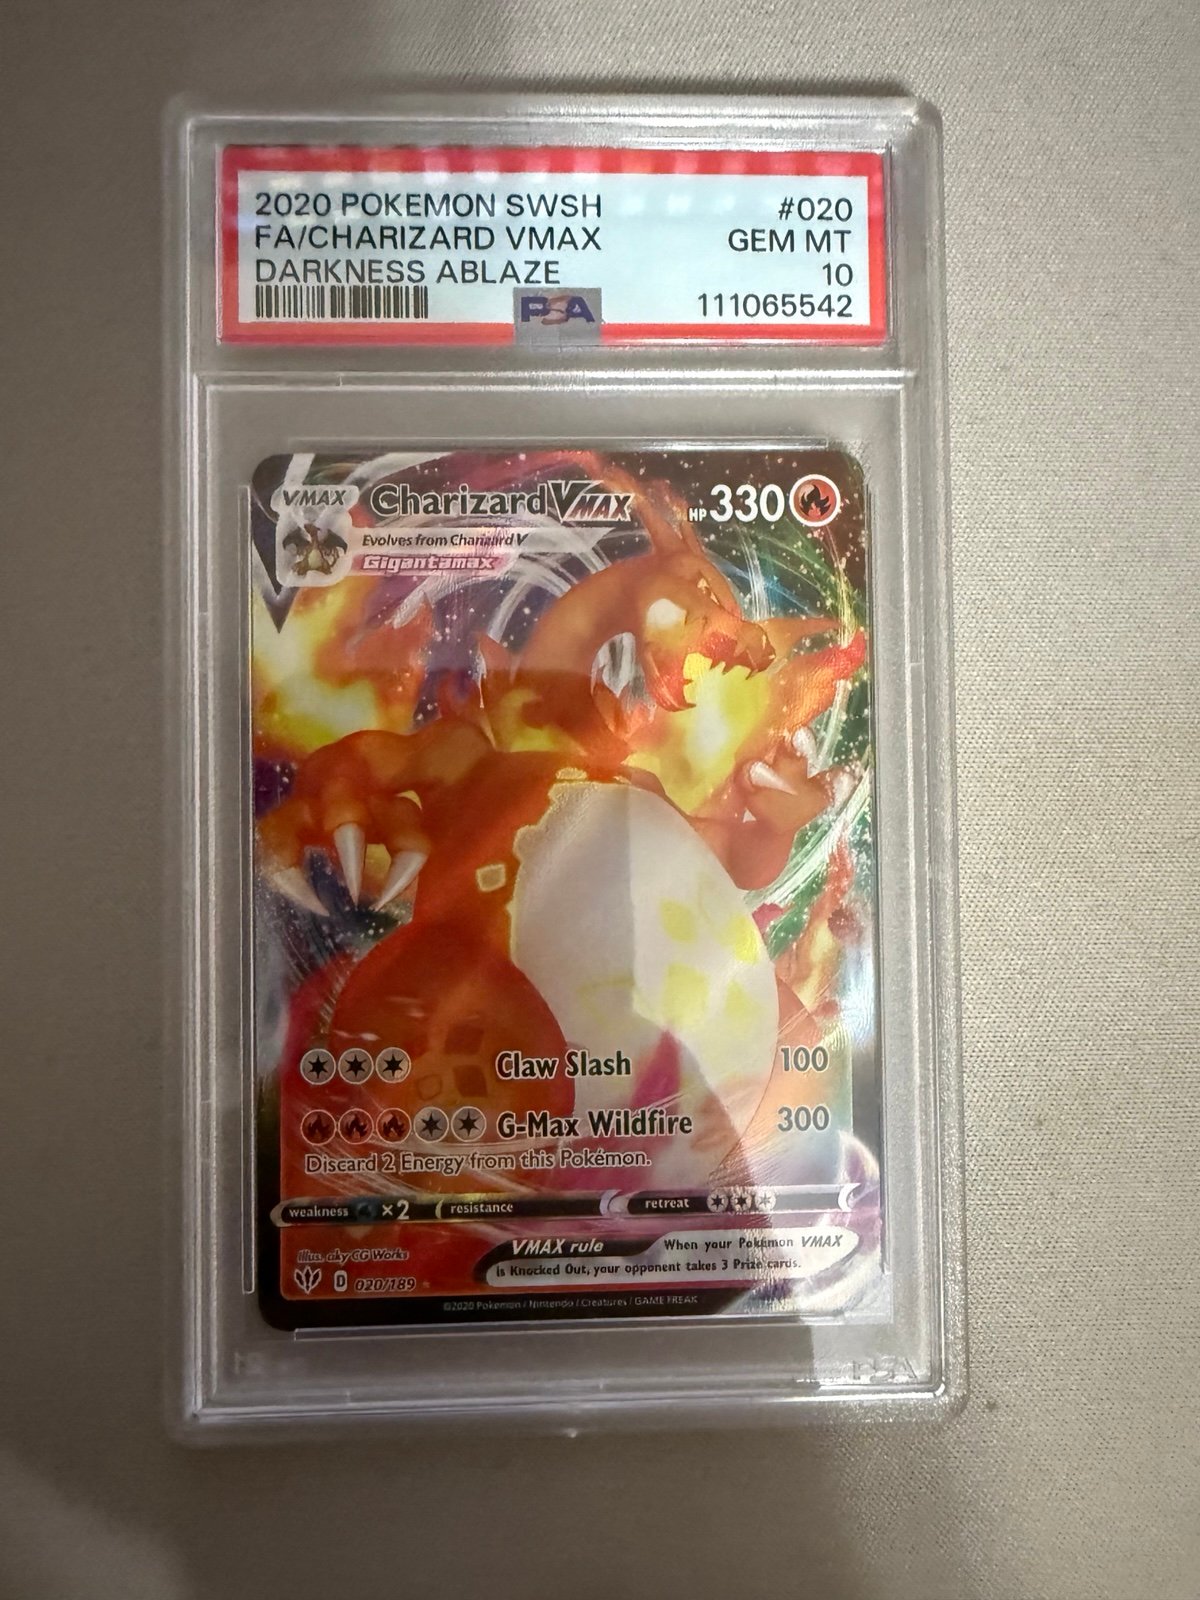 2020 POKEMON SWSH #020
FA/CHARIZARD VMAX GEM MT
DARKNESS ABLAZE 10
PSA 111065542
VMAX Charizard VMAX HP 330
Evolves from Charizard V
Gigantamax
Claw Slash 100
G-Max Wildfire 300
Discard 2 Energy from this Pokémon.
weakness ×2 resistance retreat
VMAX rule When your Pokémon VMAX
is Knocked Out, your opponent takes 3 Prize cards.
Illus. aky CG Works
D 020/189
©2020 Pokémon / Nintendo / Creatures / GAME FREAK
PSA